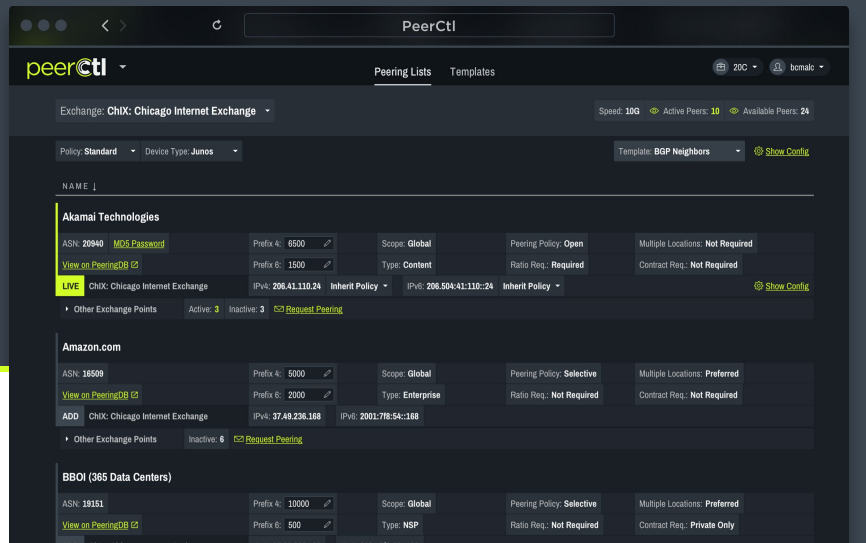 PeerCtl
peerctl
Peering Lists Templates 20C bcmalc
Exchange: ChIX: Chicago Internet Exchange Speed: 10G Active Peers: 10 Available Peers: 24
Policy: Standard Device Type: Junos Template: BGP Neighbors Show Config
NAME ↓
Akamai Technologies
ASN: 20940 MD5 Password Prefix 4: 6500 Scope: Global Peering Policy: Open Multiple Locations: Not Required
View on PeeringDB Prefix 6: 1500 Type: Content Ratio Req.: Required Contract Req.: Not Required
LIVE ChIX: Chicago Internet Exchange IPv4: 206.41.110.24 Inherit Policy IPv6: 206.504:41:110::24 Inherit Policy Show Config
Other Exchange Points Active: 3 Inactive: 3 Request Peering
Amazon.com
ASN: 16509 Prefix 4: 5000 Scope: Global Peering Policy: Selective Multiple Locations: Preferred
View on PeeringDB Prefix 6: 2000 Type: Enterprise Ratio Req.: Not Required Contract Req.: Not Required
ADD ChIX: Chicago Internet Exchange IPv4: 37.49.236.168 IPv6: 2001:7f8:54::168
Other Exchange Points Inactive: 6 Request Peering
BBOI (365 Data Centers)
ASN: 19151 Prefix 4: 10000 Scope: Global Peering Policy: Selective Multiple Locations: Preferred
View on PeeringDB Prefix 6: 500 Type: NSP Ratio Req.: Not Required Contract Req.: Private Only